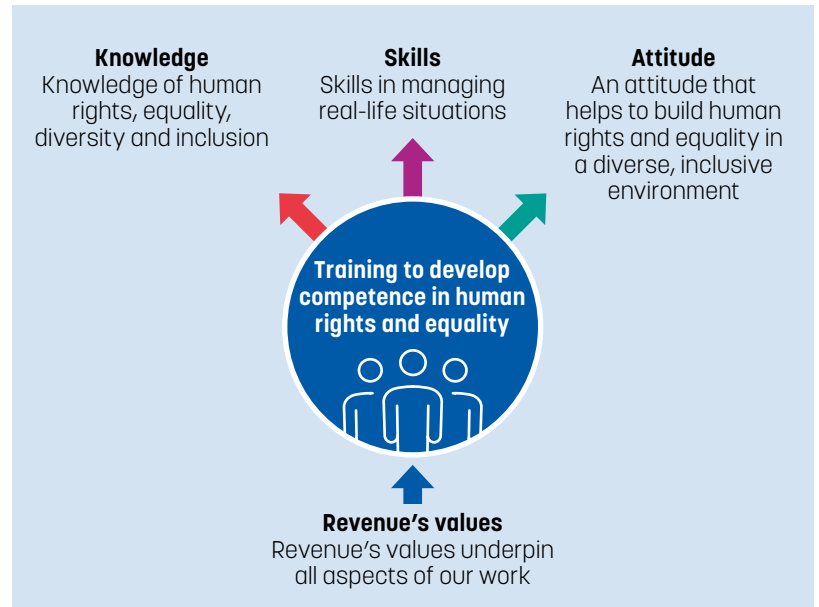 Knowledge
Knowledge of human
rights, equality,
diversity and inclusion
Skills
Skills in managing
real-life situations
Attitude
An attitude that
helps to build human
rights and equality in
a diverse, inclusive
environment
Training to develop
competence in human
rights and equality
Revenue’s values
Revenue’s values underpin
all aspects of our work